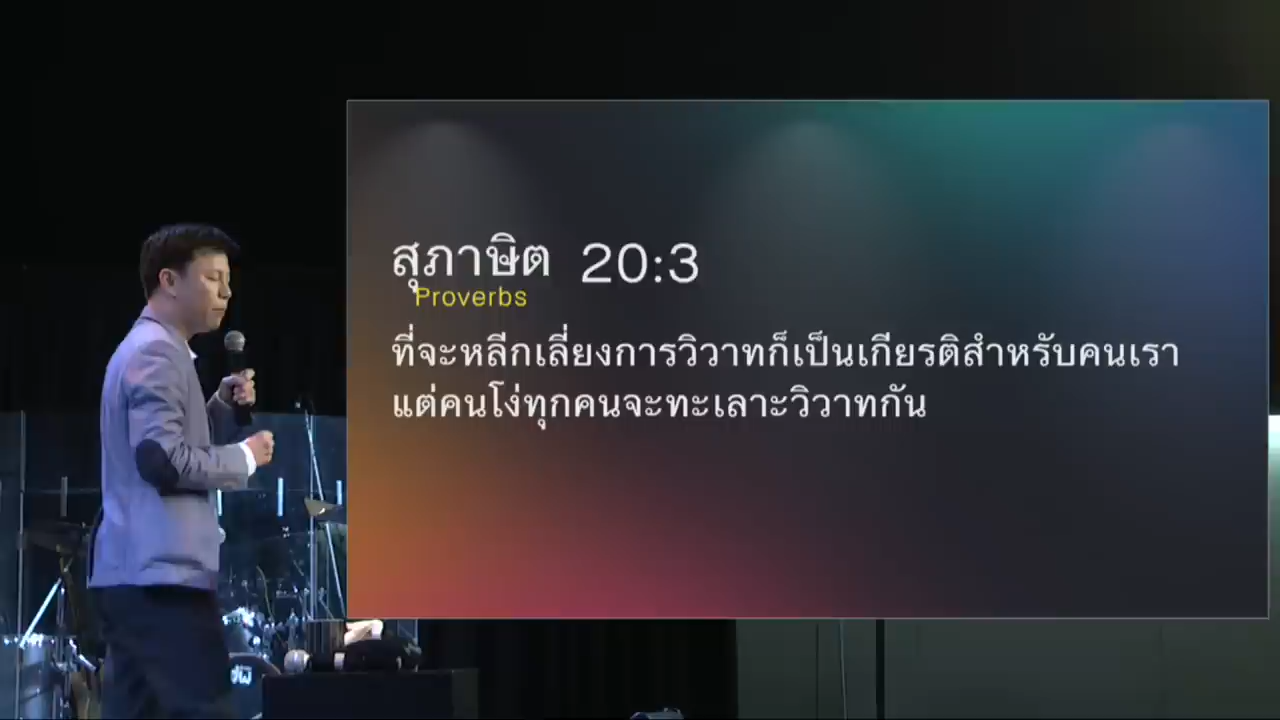 สุภาษิต 20:3
Proverbs
ที่จะหลีกเลี่ยงการวิวาทก็เป็นเกียรติสำหรับคนเรา
แต่คนโง่ทุกคนจะทะเลาะวิวาทกัน